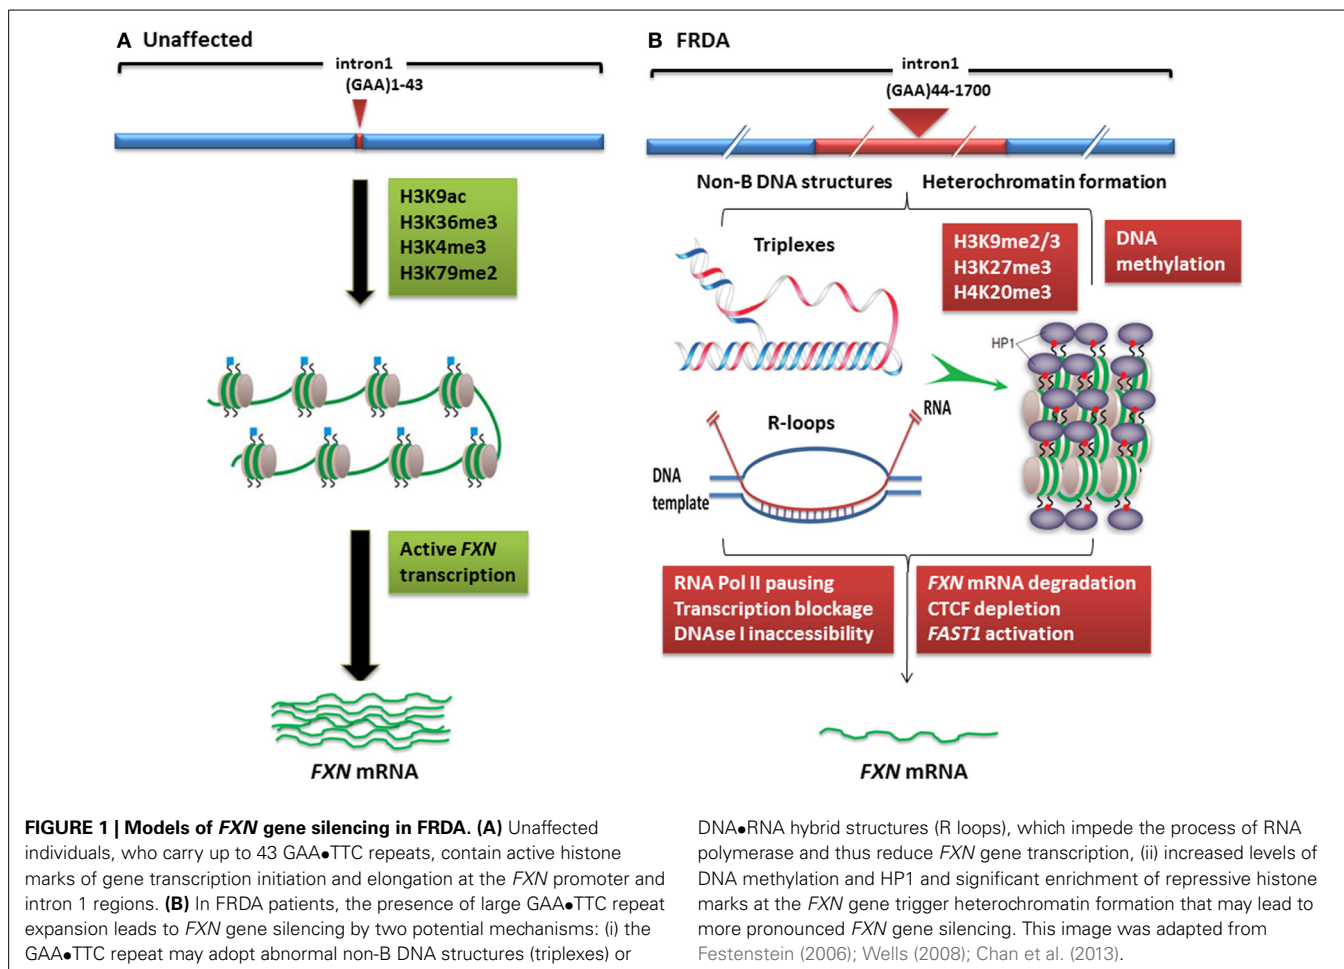 A Unaffected
intron1
(GAA)1-43
H3K9ac
H3K36me3
H3K4me3
H3K79me2
Active FXN
transcription
FXN mRNA
B FRDA
intron1
(GAA)44-1700
Non-B DNA structures
Heterochromatin formation
Triplexes
H3K9me2/3
H3K27me3
H4K20me3
DNA
methylation
HP1
R-loops
RNA
DNA
template
RNA Pol II pausing
Transcription blockage
DNAse I inaccessibility
FXN mRNA degradation
CTCF depletion
FAST1 activation
FXN mRNA
FIGURE 1 | Models of FXN gene silencing in FRDA. (A) Unaffected
individuals, who carry up to 43 GAA●TTC repeats, contain active histone
marks of gene transcription initiation and elongation at the FXN promoter and
intron 1 regions. (B) In FRDA patients, the presence of large GAA●TTC repeat
expansion leads to FXN gene silencing by two potential mechanisms: (i) the
GAA●TTC repeat may adopt abnormal non-B DNA structures (triplexes) or
DNA●RNA hybrid structures (R loops), which impede the process of RNA
polymerase and thus reduce FXN gene transcription, (ii) increased levels of
DNA methylation and HP1 and significant enrichment of repressive histone
marks at the FXN gene trigger heterochromatin formation that may lead to
more pronounced FXN gene silencing. This image was adapted from
Festenstein (2006); Wells (2008); Chan et al. (2013).